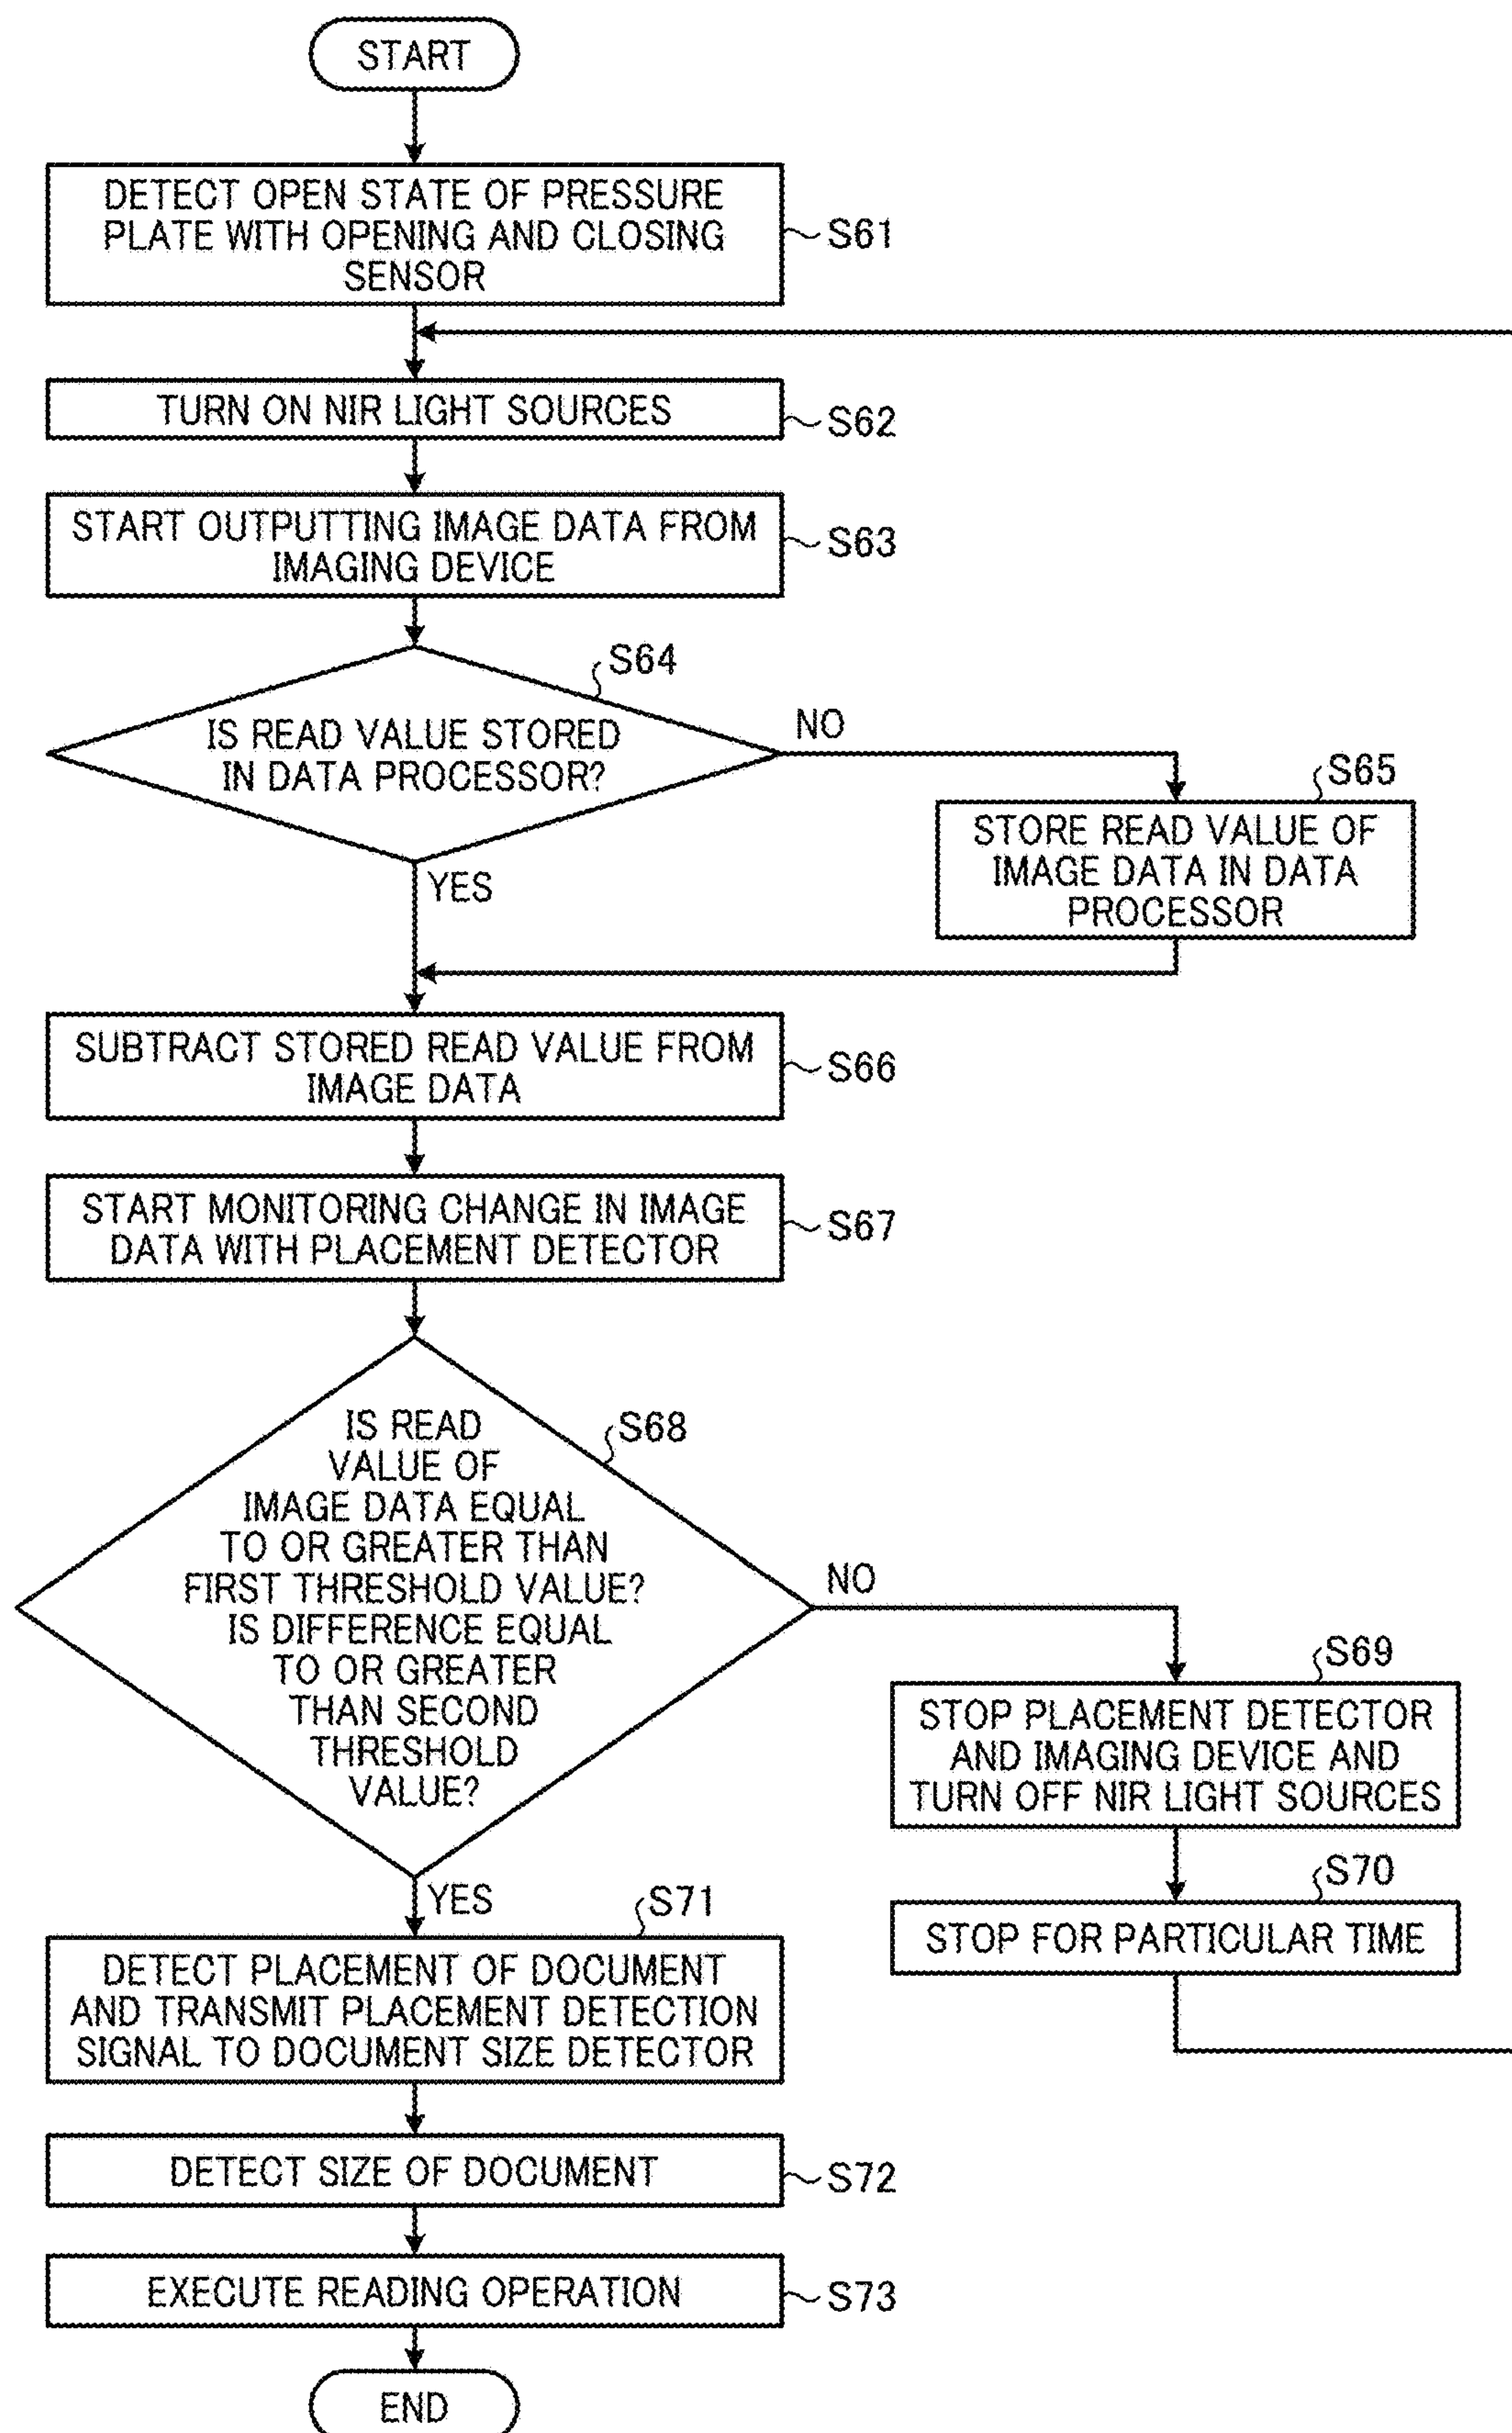 START
DETECT OPEN STATE OF PRESSURE
PLATE WITH OPENING AND CLOSING
SENSOR
S61
TURN ON NIR LIGHT SOURCES
S62
START OUTPUTTING IMAGE DATA FROM
IMAGING DEVICE
S63
S64
IS READ VALUE STORED
IN DATA PROCESSOR?
NO
YES
S65
STORE READ VALUE OF
IMAGE DATA IN DATA
PROCESSOR
SUBTRACT STORED READ VALUE FROM
IMAGE DATA
S66
START MONITORING CHANGE IN IMAGE
DATA WITH PLACEMENT DETECTOR
S67
S68
IS READ
VALUE OF
IMAGE DATA EQUAL
TO OR GREATER THAN
FIRST THRESHOLD VALUE?
IS DIFFERENCE EQUAL
TO OR GREATER
THAN SECOND
THRESHOLD
VALUE?
NO
YES
S69
STOP PLACEMENT DETECTOR
AND IMAGING DEVICE AND
TURN OFF NIR LIGHT SOURCES
S70
STOP FOR PARTICULAR TIME
S71
DETECT PLACEMENT OF DOCUMENT
AND TRANSMIT PLACEMENT DETECTION
SIGNAL TO DOCUMENT SIZE DETECTOR
DETECT SIZE OF DOCUMENT
S72
EXECUTE READING OPERATION
S73
END